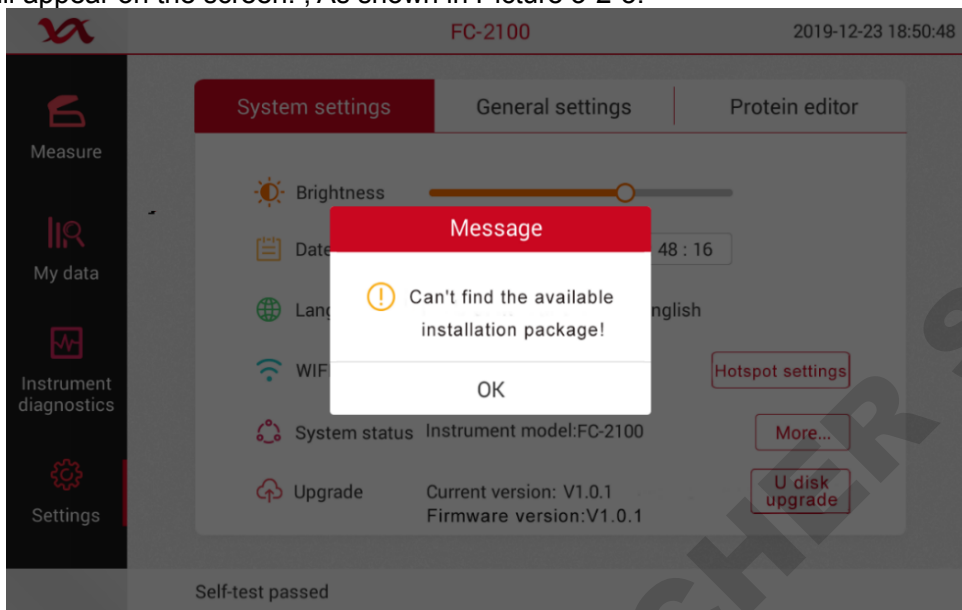 ll appear on the screen. , As shown in Picture 3-2-3.
FC-2100
2019-12-23 18:50:48
System settings
General settings
Protein editor
Measure
Brightness
Message
Date
48 : 16
My data
Can't find the available
installation package!
Lang
nglish
WIF
Hotspot settings
OK
Instrument
diagnostics
System status
Instrument model:FC-2100
More...
Upgrade
Current version: V1.0.1
Firmware version:V1.0.1
U disk
upgrade
Settings
Self-test passed
CHER S